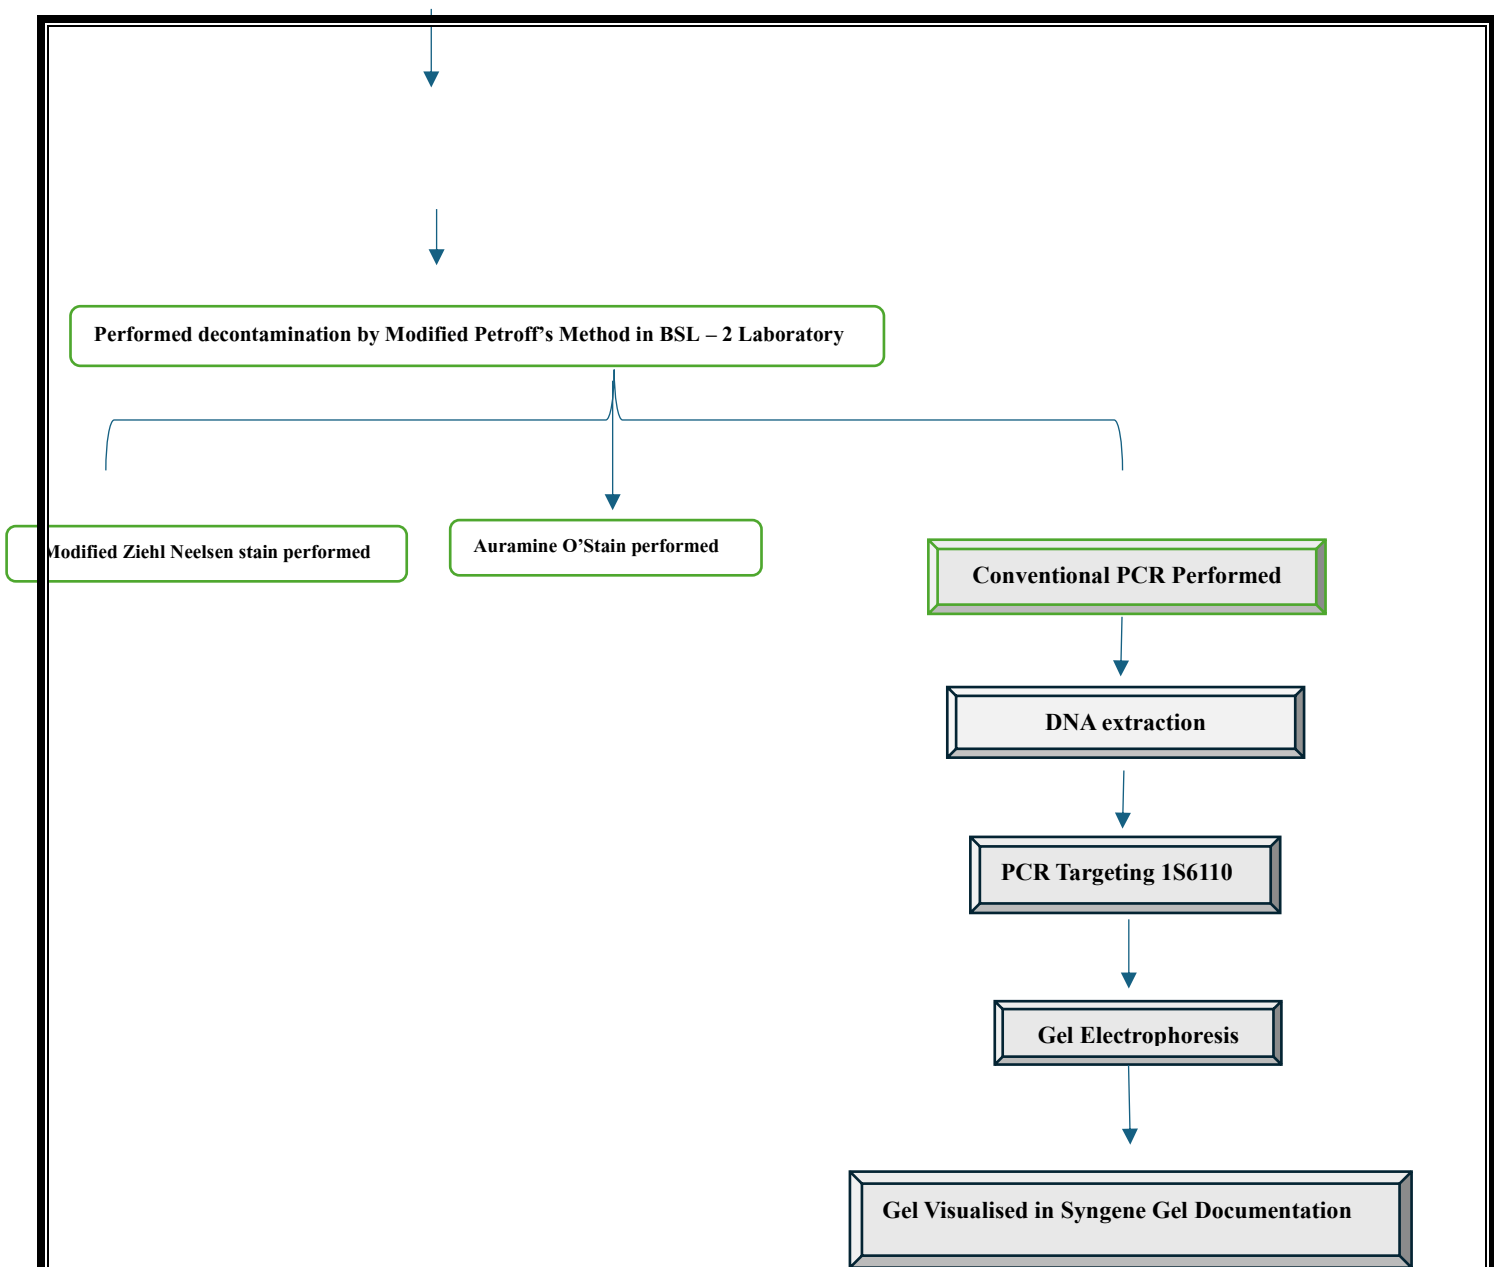 Performed decontamination by Modified Petroff’s Method in BSL – 2 Laboratory
Modified Ziehl Neelsen stain performed
Auramine O’Stain performed
Conventional PCR Performed
DNA extraction
PCR Targeting 1S6110
Gel Electrophoresis
Gel Visualised in Syngene Gel Documentation